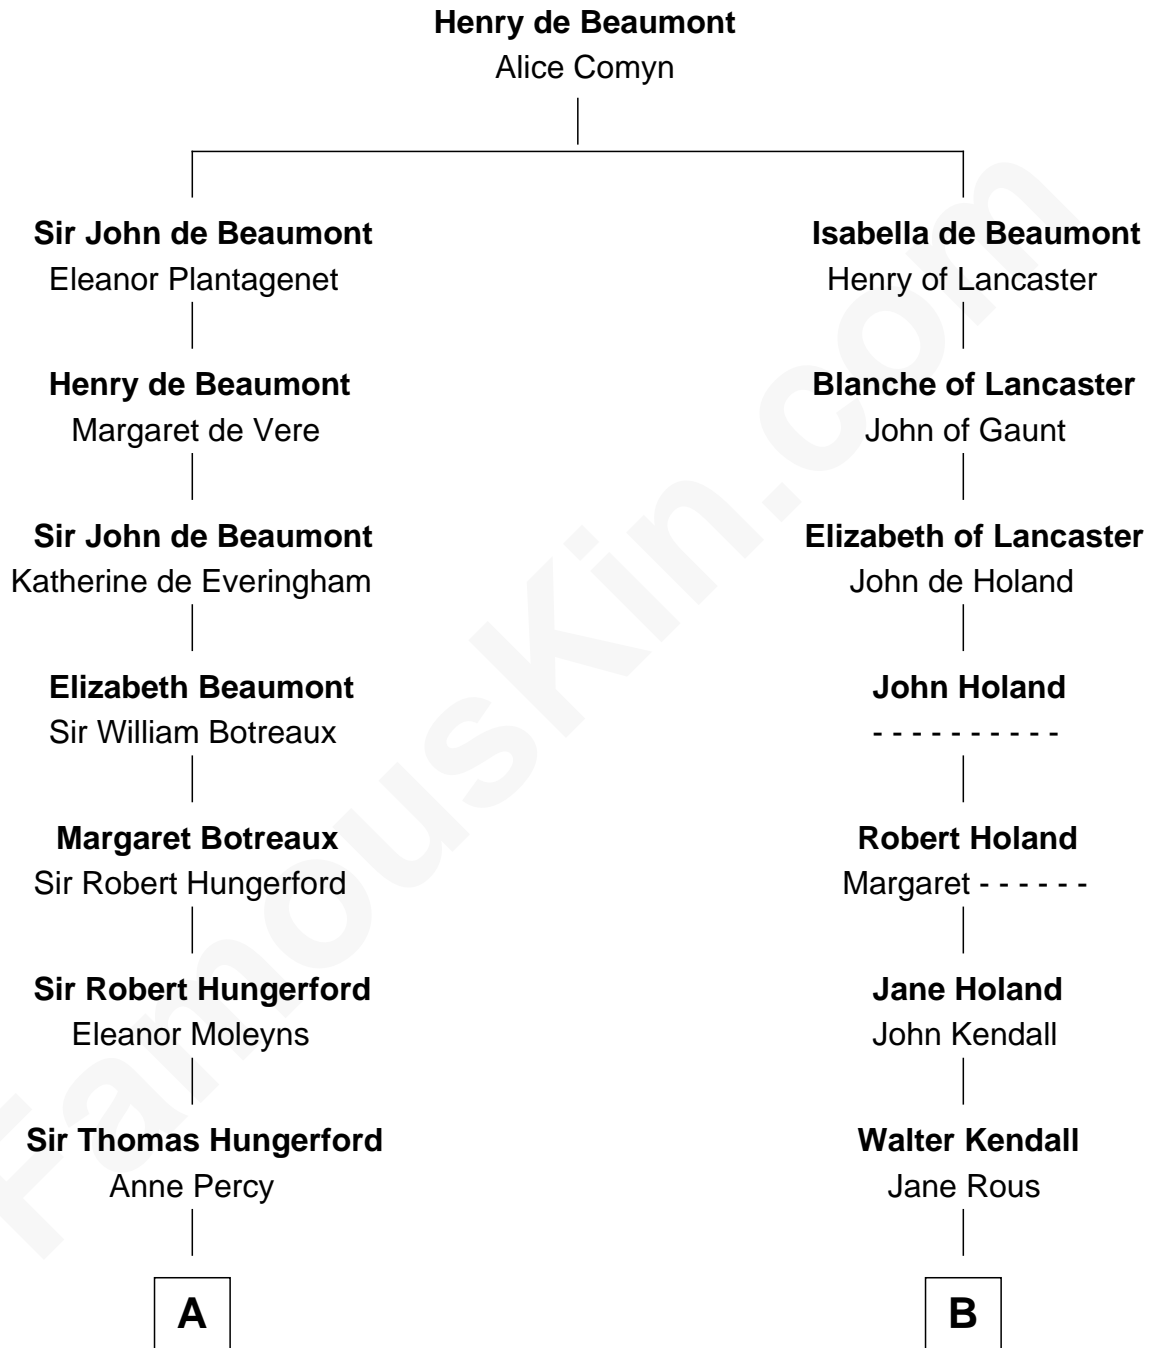 Henry de Beaumont
Alice Comyn
Sir John de Beaumont
Eleanor Plantagenet
Henry de Beaumont
Margaret de Vere
Sir John de Beaumont
Katherine de Everingham
Elizabeth Beaumont
Sir William Botreaux
Margaret Botreaux
Sir Robert Hungerford
Sir Robert Hungerford
Eleanor Moleyns
Sir Thomas Hungerford
Anne Percy
A
Isabella de Beaumont
Henry of Lancaster
Blanche of Lancaster
John of Gaunt
Elizabeth of Lancaster
John de Holand
John Holand
- - - - - - - - - -
Robert Holand
Margaret - - - - - -
Jane Holand
John Kendall
Walter Kendall
Jane Rous
B
FamousKin.com